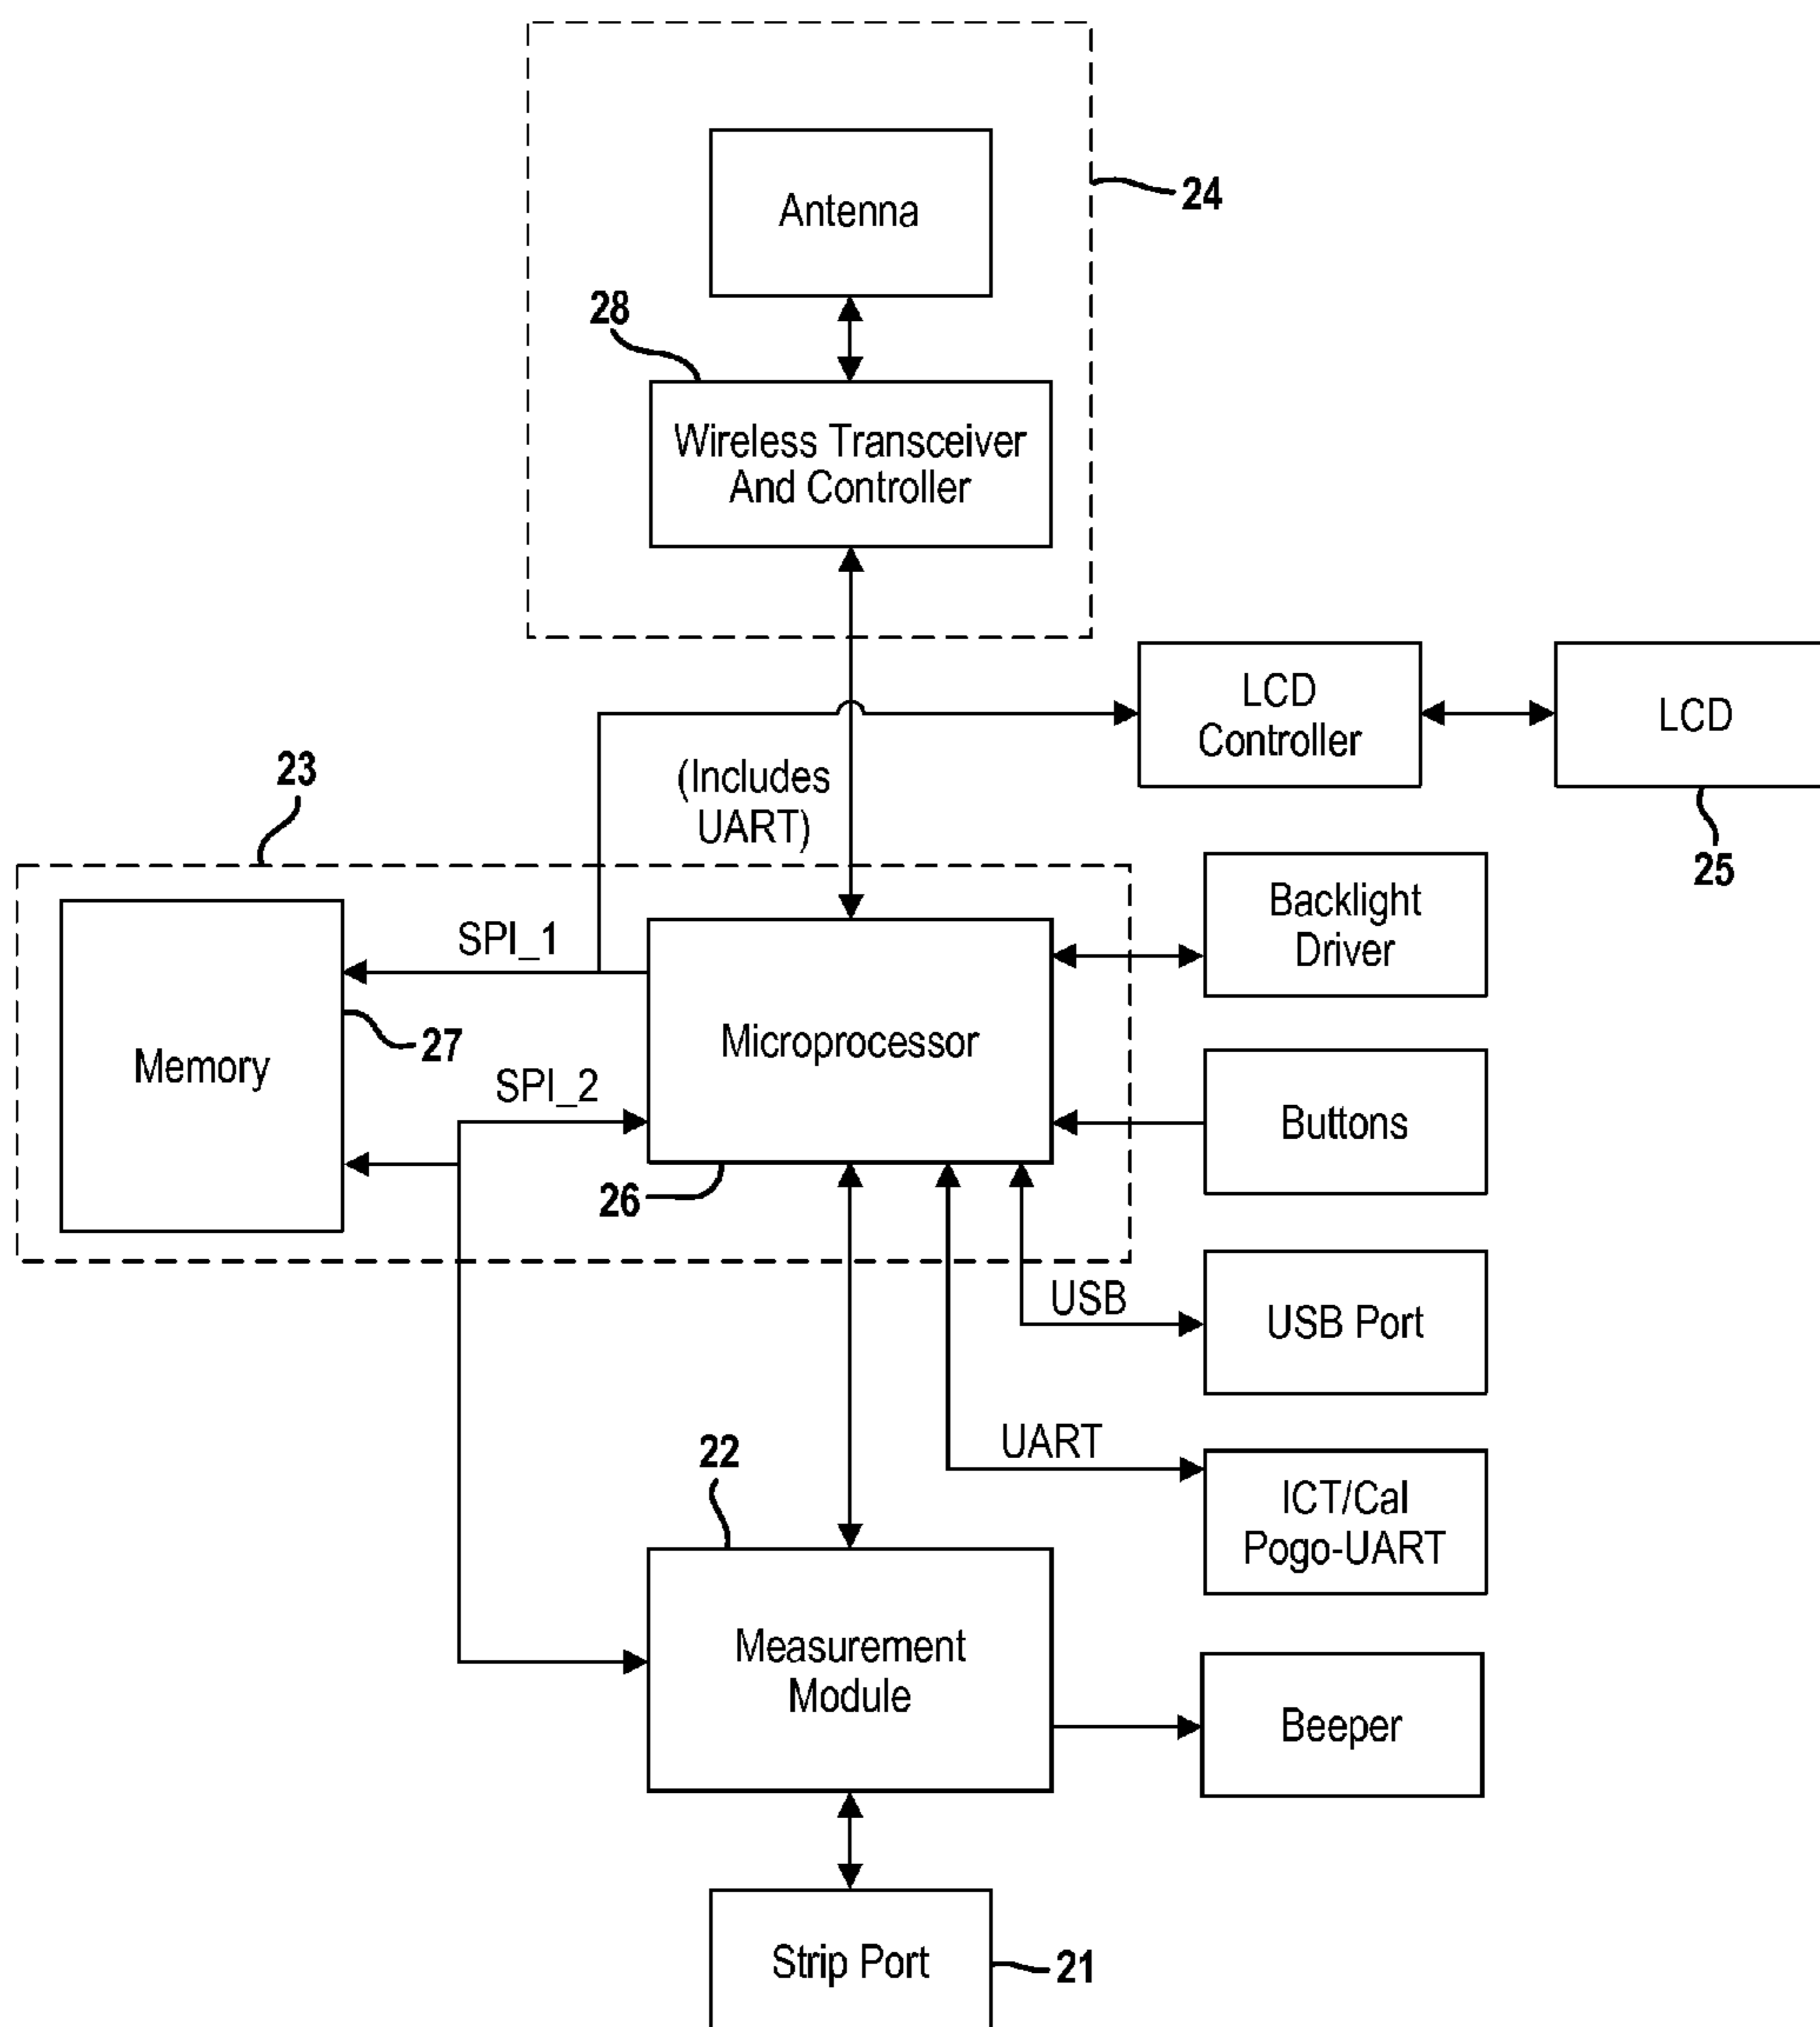 Antenna
24
28
Wireless Transceiver
And Controller
LCD
Controller
LCD
25
(Includes
UART)
23
Backlight
Driver
SPI_1
Memory
27
Microprocessor
SPI_2
Buttons
26
USB
USB Port
UART
ICT/Cal
Pogo-UART
22
Measurement
Module
Beeper
Strip Port
21